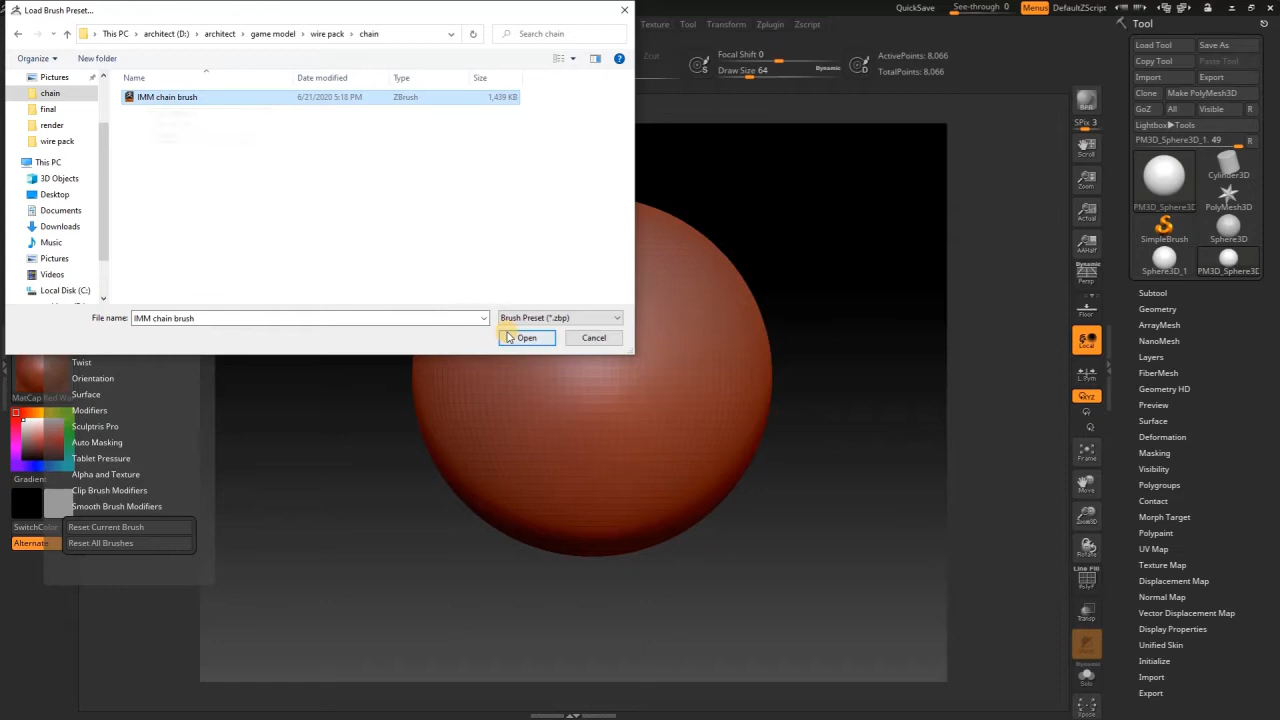 Load Brush Preset...
This PC
architect (D:)
architect
game model
wire pack
chain
Search chain
Organize
New folder
Pictures
chain
final
render
wire pack
This PC
3D Objects
Desktop
Documents
Downloads
Music
Pictures
Videos
Local Disk (C:)
Name
Date modified
Type
Size
IMM chain brush
6/21/2020 5:18 PM
ZBrush
1,439 KB
File name:
IMM chain brush
Brush Preset (*.zbp)
Open
Cancel
QuickSave
See-through 0
Menus
DefaultZScript
Texture
Tool
Transform
Zplugin
Zscript
Focal Shift 0
Draw Size 64
Dynamic
ActivePoints: 8,066
TotalPoints: 8,066
S
D
Twist
Orientation
Surface
Modifiers
Sculptris Pro
Auto Masking
Tablet Pressure
Alpha and Texture
Clip Brush Modifiers
Smooth Brush Modifiers
Reset Current Brush
Reset All Brushes
MatCap Red Wa
Gradient
SwitchColor
Alternate
BPR
SPix 3
Scroll
Zoom
Actual
AAHalf
Dynamic
Persp
Floor
Local
L.Sym
XYZ
Frame
Move
Zoom3D
Rotate
Line Fill
PolyF
Transp
Dynamic
Solo
Xpose
Tool
Load Tool
Save As
Copy Tool
Paste Tool
Import
Export
Clone
Make PolyMesh3D
GoZ
All
Visible
R
Lightbox▶Tools
PM3D_Sphere3D_1. 49
R
PM3D_Sphere3D
Cylinder3D
PolyMesh3D
SimpleBrush
Sphere3D
Sphere3D_1
PM3D_Sphere3D
Subtool
Geometry
ArrayMesh
NanoMesh
Layers
FiberMesh
Geometry HD
Preview
Surface
Deformation
Masking
Visibility
Polygroups
Contact
Morph Target
Polypaint
UV Map
Texture Map
Displacement Map
Normal Map
Vector Displacement Map
Display Properties
Unified Skin
Initialize
Import
Export